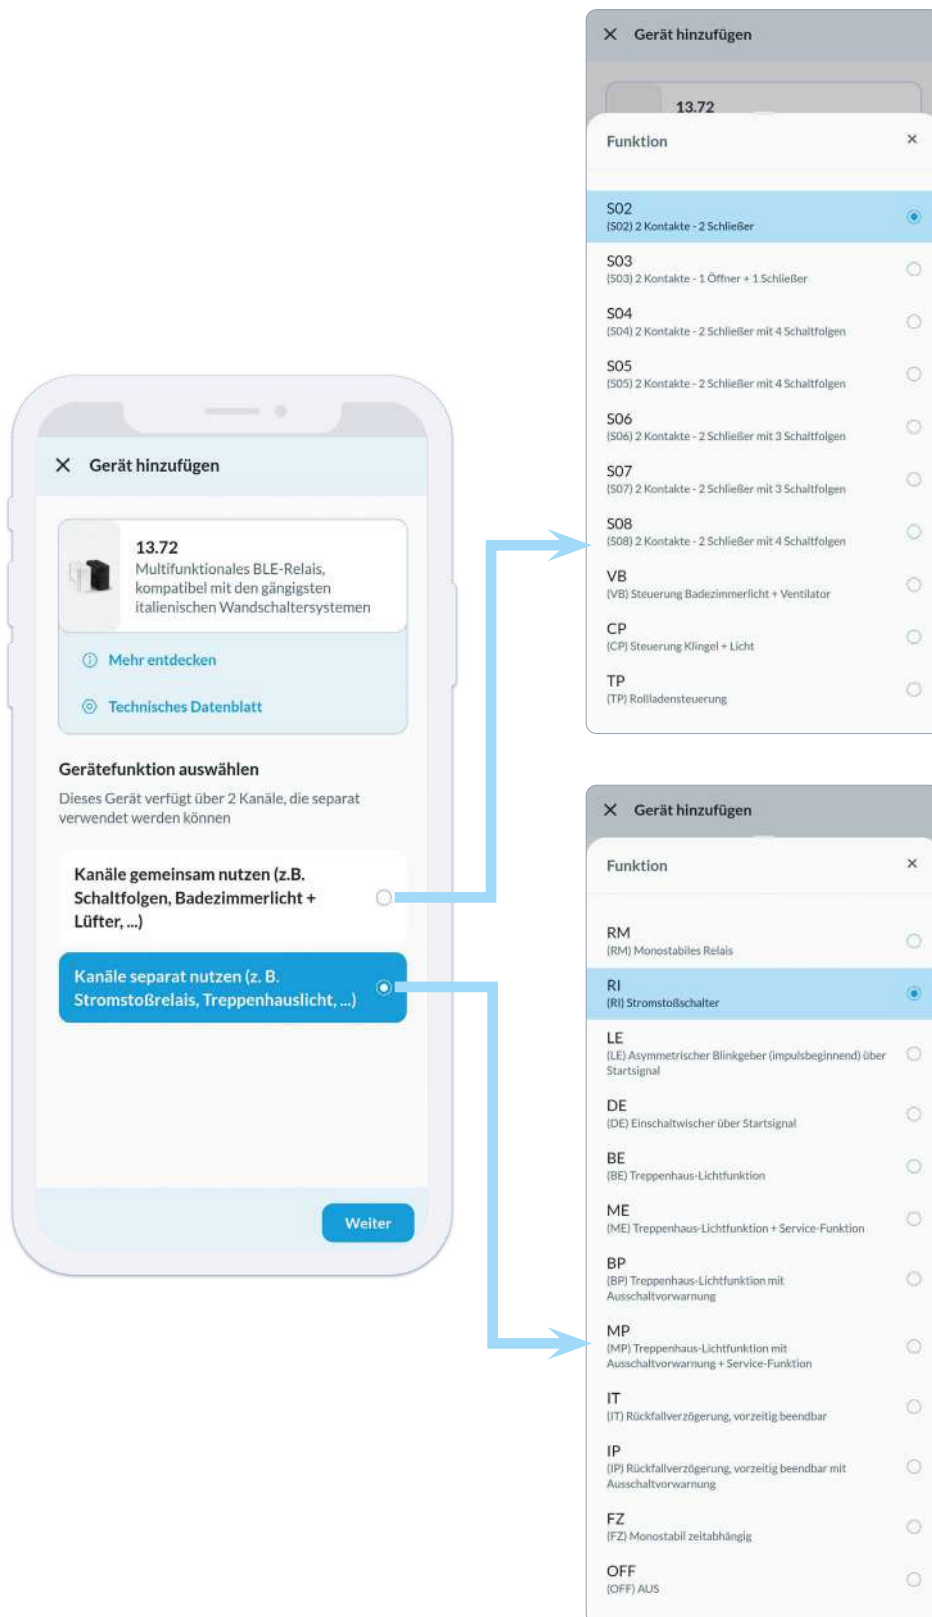 Gerät hinzufügen
13.72
Multifunktionales BLE-Relais,
kompatibel mit den gängigsten
italienischen Wandschaltersystemen
Mehr entdecken
Technisches Datenblatt
Gerätefunktion auswählen
Dieses Gerät verfügt über 2 Kanäle, die separat
verwendet werden können
Kanäle gemeinsam nutzen (z.B.
Schaltfolgen, Badezimmerlicht +
Lüfter, ...)
Kanäle separat nutzen (z. B.
Stromstoßrelais, Treppenhauslicht, ...)
Weiter
Gerät hinzufügen
13.72
Funktion
S02
(S02) 2 Kontakte - 2 Schließer
S03
(S03) 2 Kontakte - 1 Öffner + 1 Schließer
S04
(S04) 2 Kontakte - 2 Schließer mit 4 Schaltfolgen
S05
(S05) 2 Kontakte - 2 Schließer mit 4 Schaltfolgen
S06
(S06) 2 Kontakte - 2 Schließer mit 3 Schaltfolgen
S07
(S07) 2 Kontakte - 2 Schließer mit 3 Schaltfolgen
S08
(S08) 2 Kontakte - 2 Schließer mit 4 Schaltfolgen
VB
(VB) Steuerung Badezimmerlicht + Ventilator
CP
(CP) Steuerung Klingel + Licht
TP
(TP) Rollladensteuerung
Gerät hinzufügen
Funktion
RM
(RM) Monostabiles Relais
RI
(RI) Stromstoßschalter
LE
(LE) Asymmetrischer Blinkgeber (impulsbeginnend) über
Startsignal
DE
(DE) Einschaltwischer über Startsignal
BE
(BE) Treppenhaus-Lichtfunktion
ME
(ME) Treppenhaus-Lichtfunktion + Service-Funktion
BP
(BP) Treppenhaus-Lichtfunktion mit
Ausschaltvorwarnung
MP
(MP) Treppenhaus-Lichtfunktion mit
Ausschaltvorwarnung + Service-Funktion
IT
(IT) Rückfallverzögerung, vorzeitig beendbar
IP
(IP) Rückfallverzögerung, vorzeitig beendbar mit
Ausschaltvorwarnung
FZ
(FZ) Monostabil zeitabhängig
OFF
(OFF) AUS